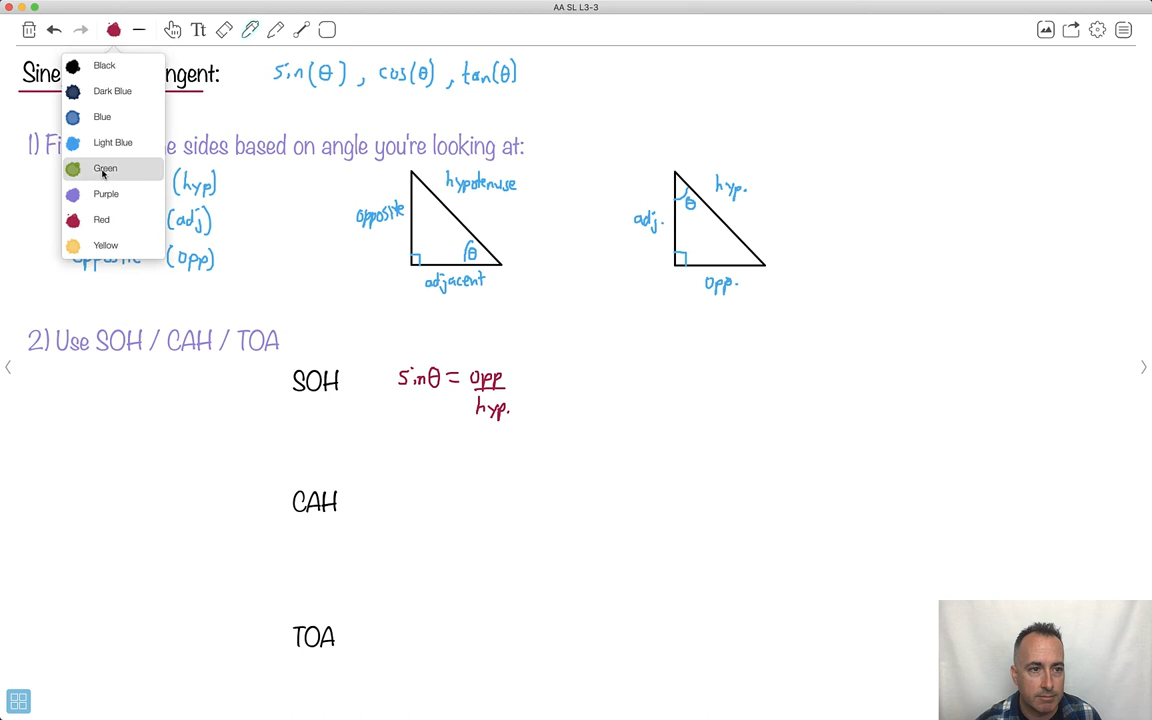 AA SL L3-3
Tt
Black
Dark Blue
Blue
Light Blue
Green
Purple
Red
Yellow
Sine ngent: sin(θ), cos(θ), tan(θ)
1) Fi e sides based on angle you're looking at:
(hyp)
(adj)
opposite (opp)
opposite
hypotenuse
θ
adjacent
adj.
θ
hyp.
opp.
2) Use SOH / CAH / TOA
SOH sinθ = opp
hyp.
CAH
TOA